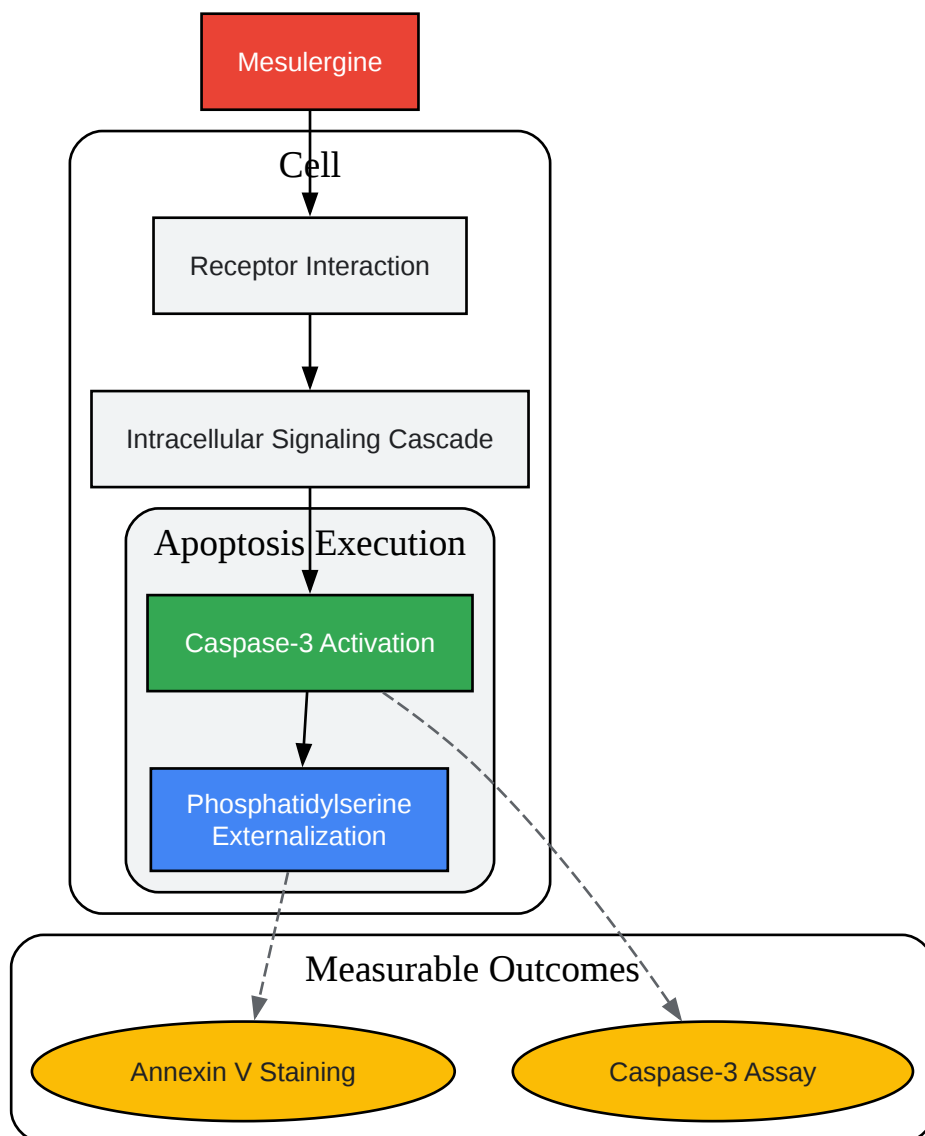 Mesulergine
Cell
Receptor Interaction
Intracellular Signaling Cascade
Apoptosis Execution
Caspase-3 Activation
Phosphatidylserine
Externalization
Measurable Outcomes
Annexin V Staining
Caspase-3 Assay